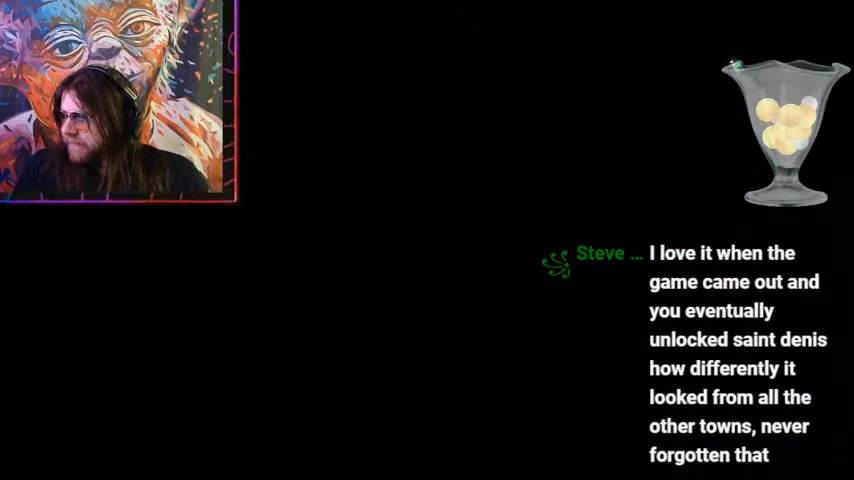 Steve ... I love it when the
game came out and
you eventually
unlocked saint denis
how differently it
looked from all the
other towns, never
forgotten that